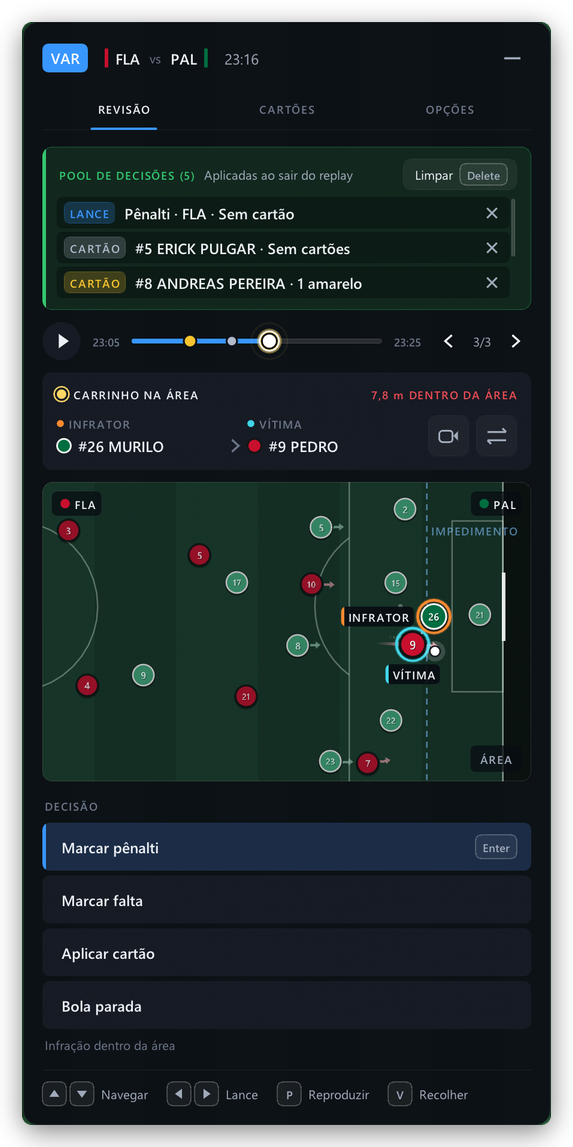 VAR FLA vs PAL 23:16
REVISÃO CARTÕES OPÇÕES
POOL DE DECISÕES (5) Aplicadas ao sair do replay Limpar Delete
LANCE Pênalti · FLA · Sem cartão
CARTÃO #5 ERICK PULGAR · Sem cartões
CARTÃO #8 ANDREAS PEREIRA · 1 amarelo
23:05 23:25 3/3
CARRINHO NA ÁREA 7,8 m DENTRO DA ÁREA
INFRATOR VÍTIMA
#26 MURILO #9 PEDRO
FLA PAL
2
3 5 IMPEDIMENTO
5
17 10 15
INFRATOR 26 21
8 9
9 VÍTIMA
4 21
22
23 7 ÁREA
DECISÃO
Marcar pênalti Enter
Marcar falta
Aplicar cartão
Bola parada
Infração dentro da área
Navegar Lance P Reproduzir V Recolher